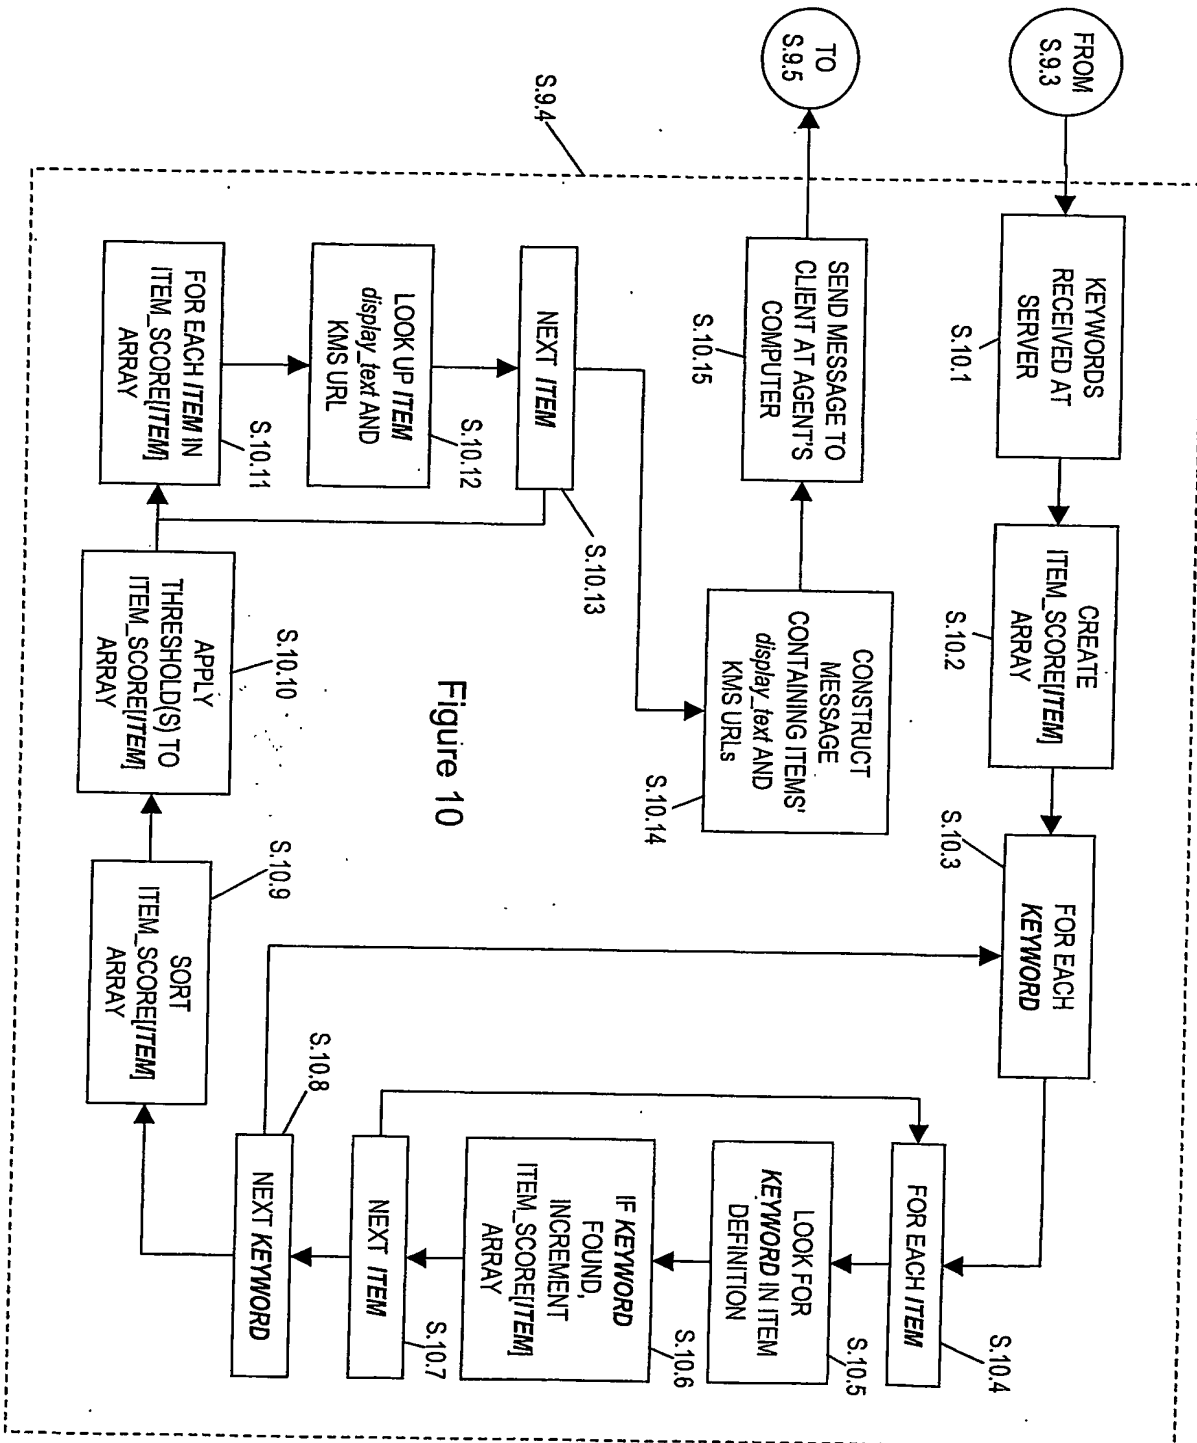 FROM
S.9.3
KEYWORDS
RECEIVED AT
SERVER
S.10.1
CREATE
ITEM_SCORE[ITEM]
ARRAY
S.10.2
FOR EACH
KEYWORD
S.10.3
FOR EACH ITEM
S.10.4
LOOK FOR
KEYWORD IN ITEM
DEFINITION
S.10.5
IF KEYWORD
FOUND,
INCREMENT
ITEM_SCORE[ITEM]
ARRAY
S.10.6
NEXT ITEM
S.10.7
NEXT KEYWORD
S.10.8
SORT
ITEM_SCORE[ITEM]
ARRAY
S.10.9
APPLY
THRESHOLD(S) TO
ITEM_SCORE[ITEM]
ARRAY
S.10.10
FOR EACH ITEM IN
ITEM_SCORE[ITEM]
ARRAY
S.10.11
LOOK UP ITEM
display_text AND
KMS URL
S.10.12
NEXT ITEM
S.10.13
CONSTRUCT
MESSAGE
CONTAINING ITEMS'
display_text AND
KMS URLs
S.10.14
SEND MESSAGE TO
CLIENT AT AGENT'S
COMPUTER
S.10.15
TO
S.9.5
S.9.4
Figure 10